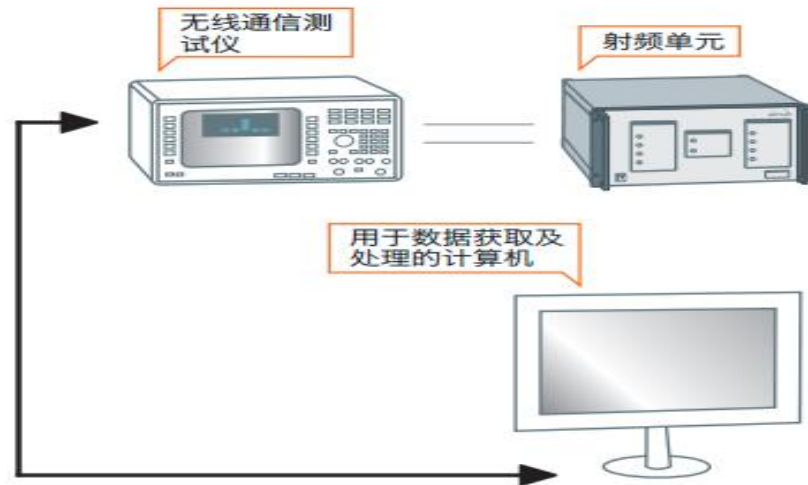 无线通信测
试仪
射频单元
用于数据获取及
处理的计算机